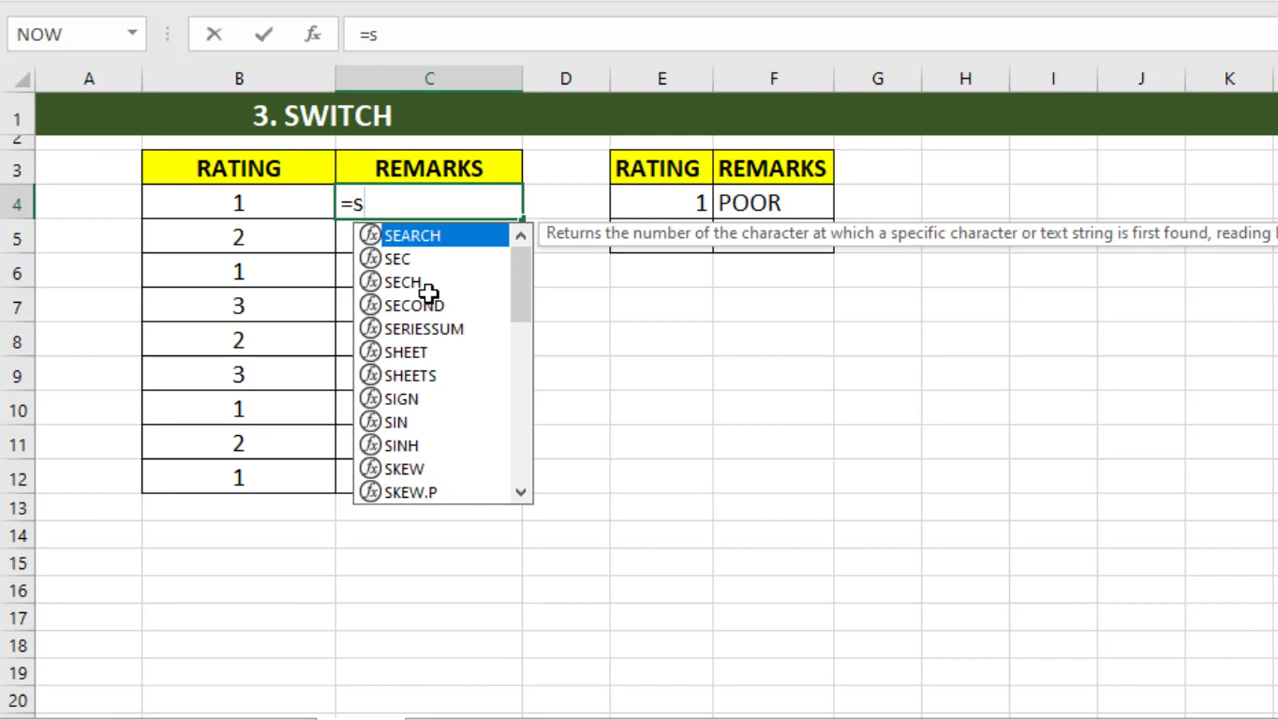 NOW fx =s
A B C D E F G H I J K
1 3. SWITCH
2
3 RATING REMARKS RATING REMARKS
4 1 =s 1 POOR
5 2 SEARCH Returns the number of the character at which a specific character or text string is first found, reading
SEC
6 1 SECH
7 3 SECOND
SERIESSUM
8 2 SHEET
9 3 SHEETS
SIGN
10 1 SIN
11 2 SINH
12 1 SKEW
SKEW.P
13
14
15
16
17
18
19
20